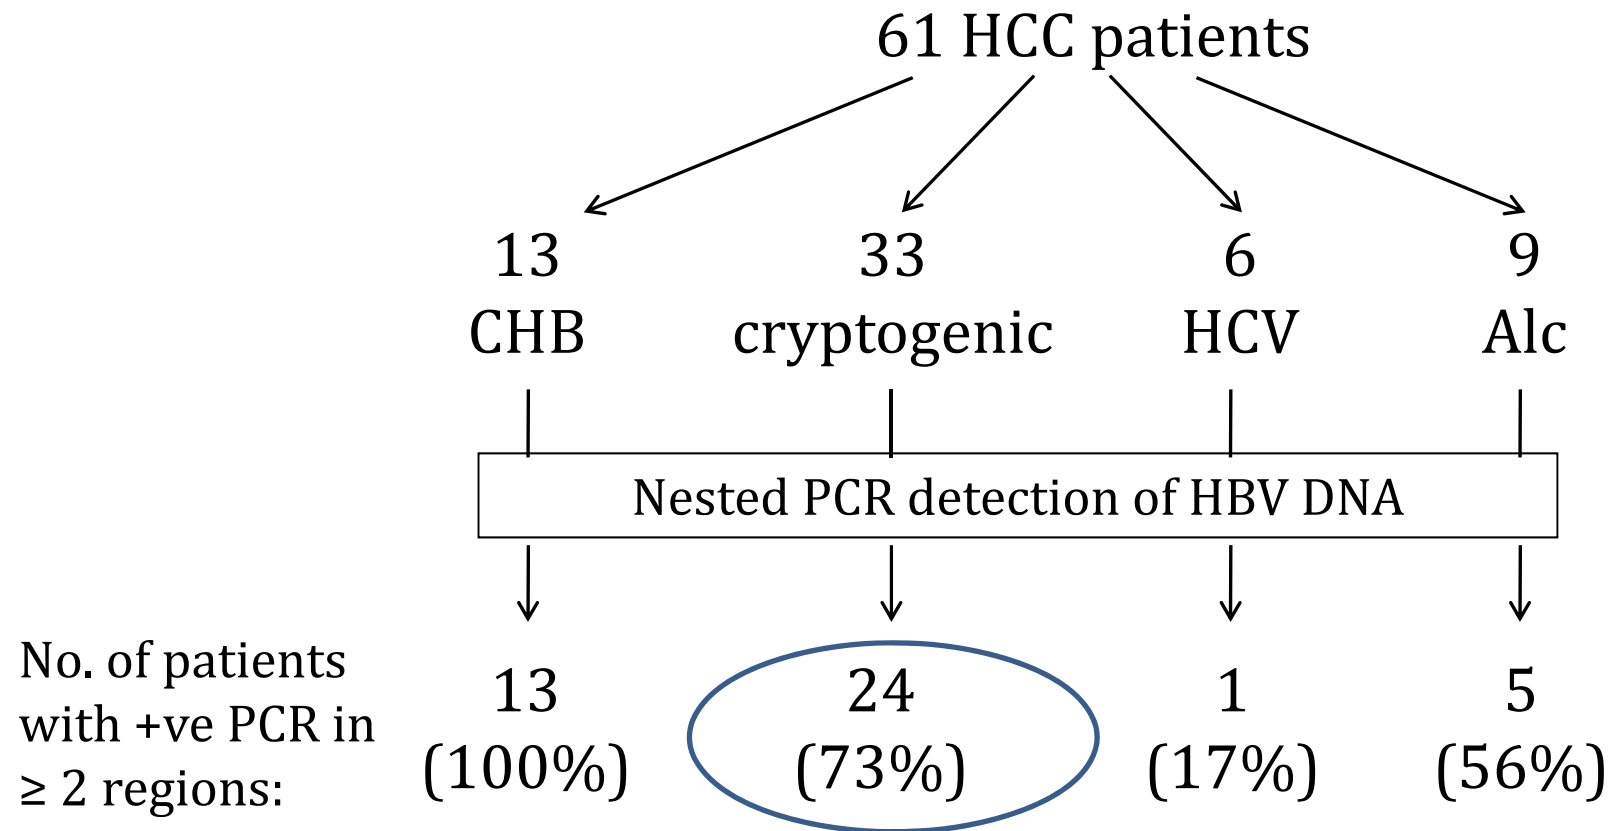 61 HCC patients
13 33 6 9
CHB cryptogenic HCV Alc
Nested PCR detection of HBV DNA
No. of patients
with +ve PCR in
≥ 2 regions:
13 24 1 5
(100%) (73%) (17%) (56%)